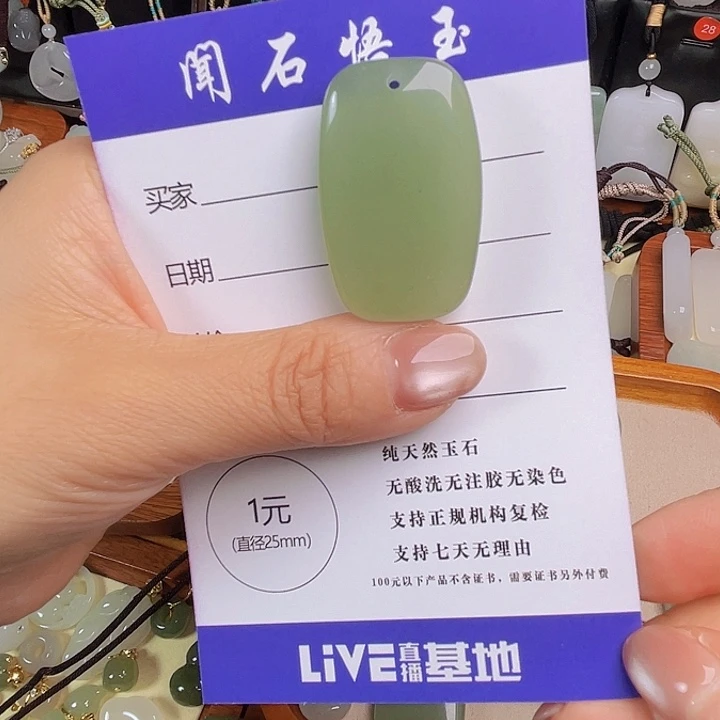 闻石悟玉
买家
日期
1元
(直径25mm)
纯天然玉石
无酸洗无注胶无染色
支持正规机构复检
支持七天无理由
100元以下产品不含证书，需要证书另外付费
LiVE直播基地
28